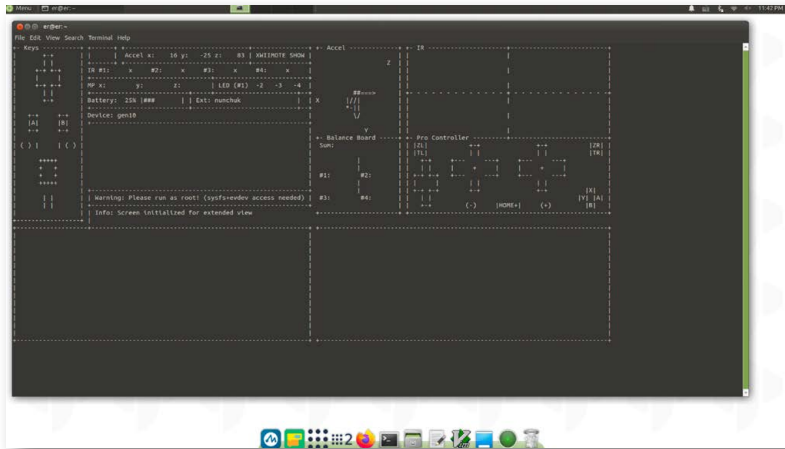 Menu er@er: ~ 11:42 PM
er@er: ~
File Edit View Search Terminal Help
Keys Accel x: 16 y: -25 z: 83 XWIIMOTE SHOW Accel IR
Z
IR #1: x #2: x #3: x #4: x
MP x: y: z: LED (#1) -2 -3 -4
Battery: 21% |### | Ext: nunchuk X
Device: gen10
|A| |B| Y
Balance Board Pro Controller
( ) ( ) Sum: |ZL| |ZR|
|TL| |TR|
#1: #2:
Warning: Please run as root! (sysfs+evdev access needed) |X|
#3: #4: |Y| |A|
Info: Screen initialized for extended view (-) |HOME+| (+) |B|
2